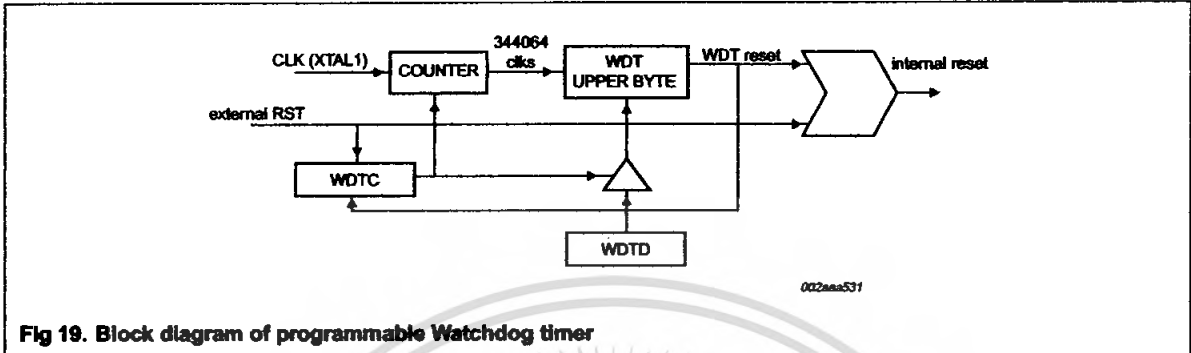 344064
clks
CLK (XTAL1)
COUNTER
WDT
UPPER BYTE
WDT reset
internal reset
external RST
WDTC
WDTD
002aaa531
Fig 19. Block diagram of programmable Watchdog timer